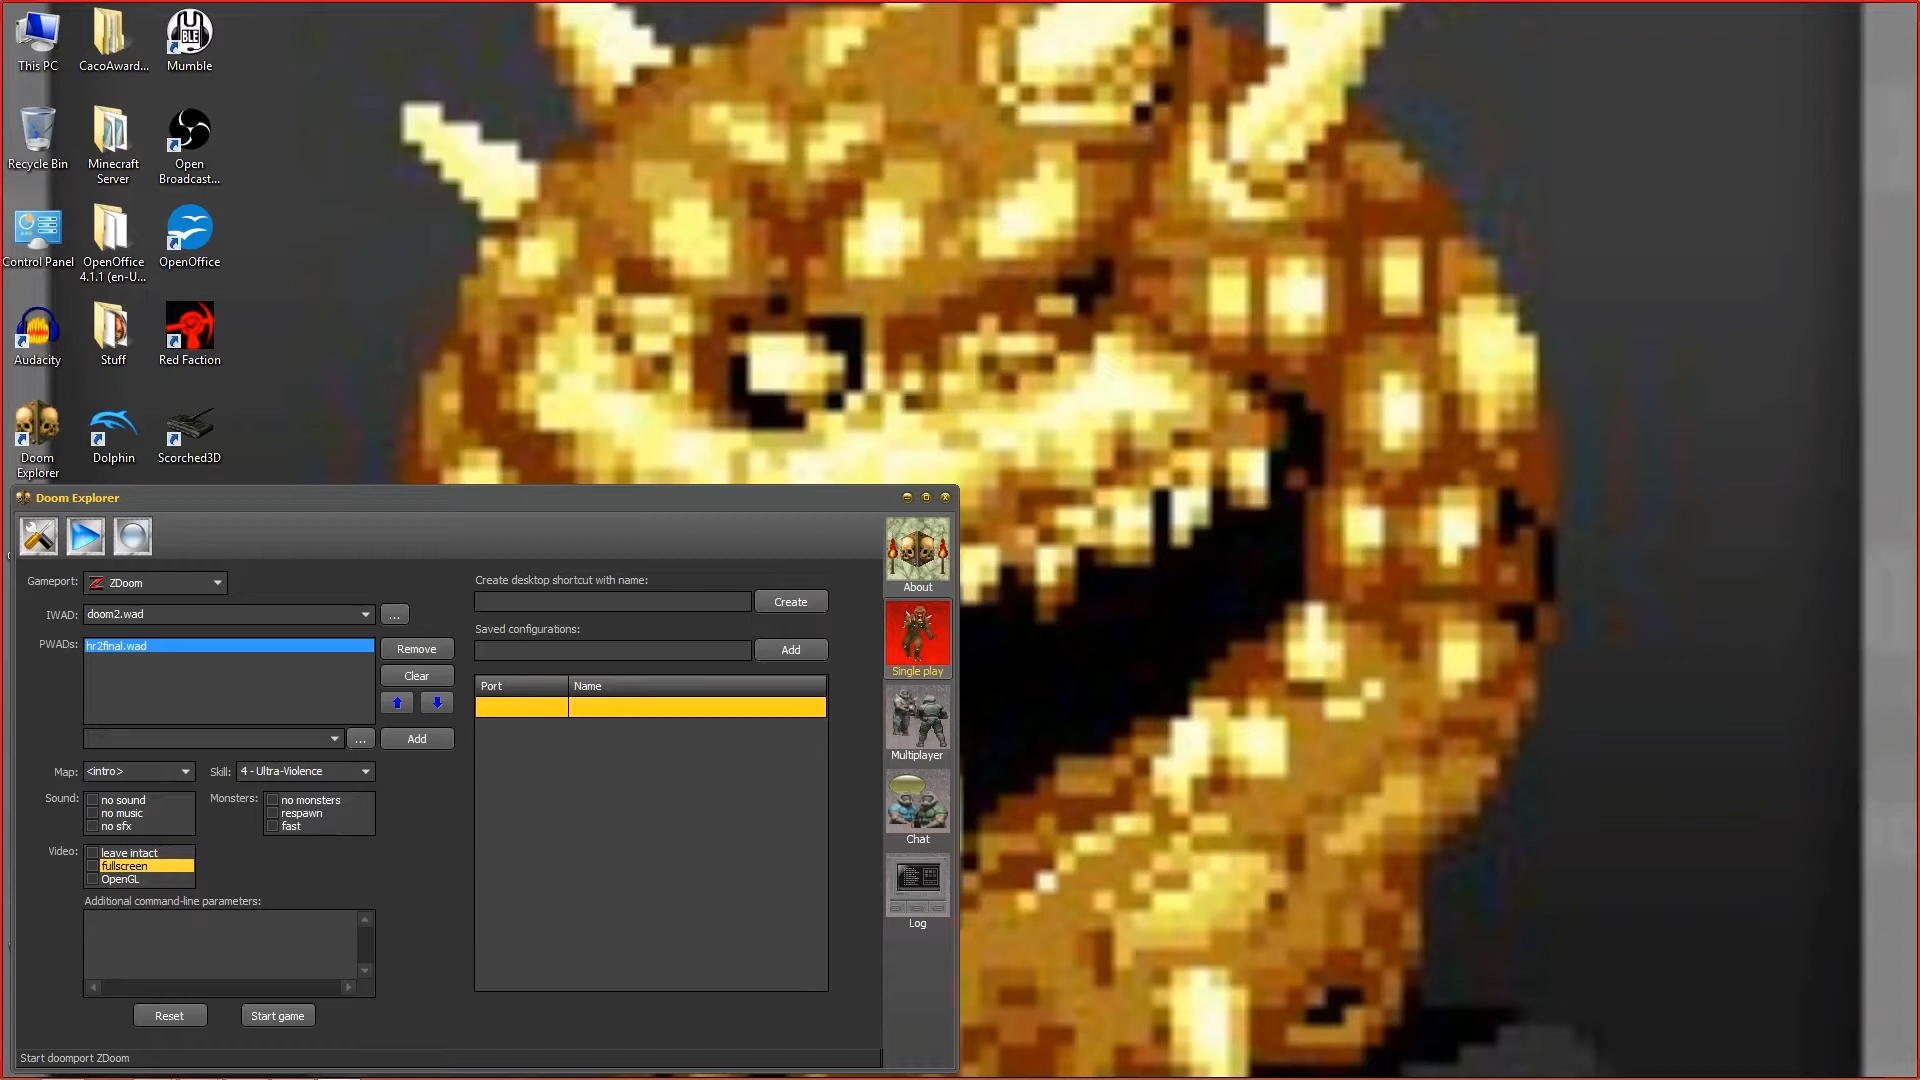 This PC
CacoAward...
Mumble
Recycle Bin
Minecraft
Server
Open
Broadcast...
Control Panel
OpenOffice
4.1.1 (en-U...
OpenOffice
Audacity
Stuff
Red Faction
Doom
Explorer
Dolphin
Scorched3D
Doom Explorer
Gameport:
ZDoom
IWAD:
doom2.wad
...
PWADs:
hr2final.wad
Remove
Clear
...
Add
Map:
<intro>
Skill:
4 - Ultra-Violence
Sound:
no sound
no music
no sfx
Monsters:
no monsters
respawn
fast
Video:
leave intact
fullscreen
OpenGL
Additional command-line parameters:
Reset
Start game
Create desktop shortcut with name:
Create
Saved configurations:
Add
Port
Name
About
Single play
Multiplayer
Chat
Log
Start doomport ZDoom